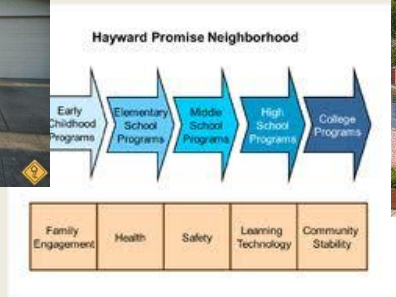 Hayward Promise Neighborhood
Early
Childhood
Programs
Elementary
School
Programs
Middle
School
Programs
High
School
Programs
College
Programs
Family
Engagement
Health
Safety
Learning
Technology
Community
Stability